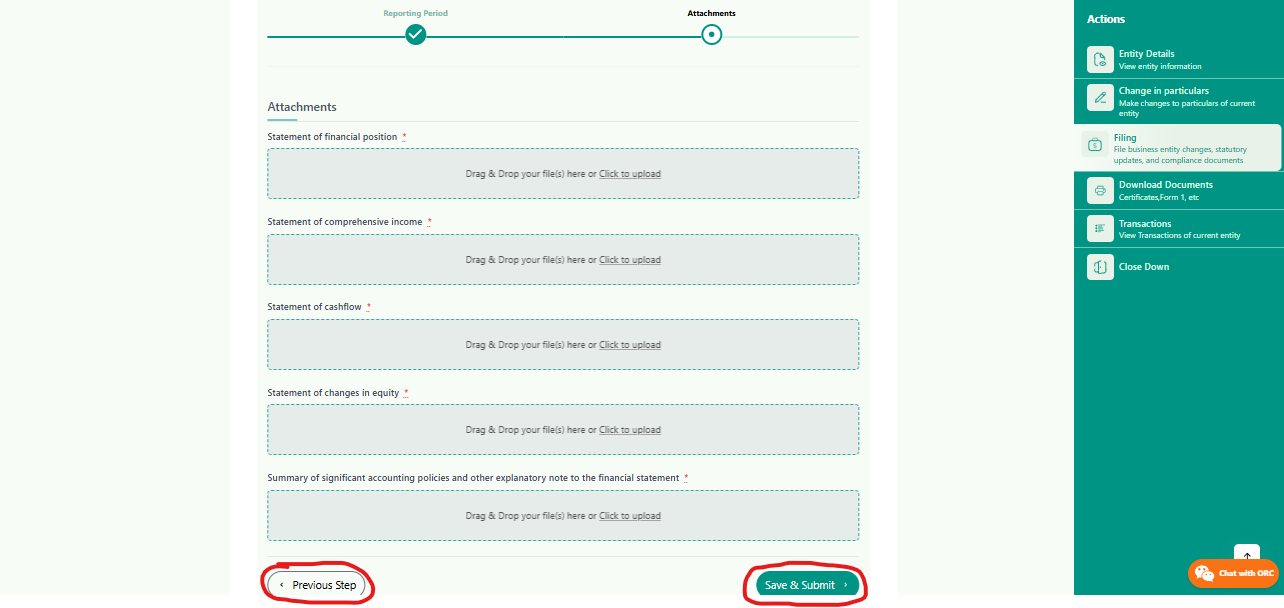 Reporting Period
Attachments
Attachments
Statement of financial position *
Drag & Drop your file(s) here or Click to upload
Statement of comprehensive income *
Drag & Drop your file(s) here or Click to upload
Statement of cashflow *
Drag & Drop your file(s) here or Click to upload
Statement of changes in equity *
Drag & Drop your file(s) here or Click to upload
Summary of significant accounting policies and other explanatory note to the financial statement *
Drag & Drop your file(s) here or Click to upload
‹ Previous Step
Save & Submit ›
Actions
Entity Details
View entity information
Change in particulars
Make changes to particulars of current
entity
Filing
File business entity changes, statutory
updates, and compliance documents
Download Documents
Certificates,Form 1, etc
Transactions
View Transactions of current entity
Close Down
Chat with ORC